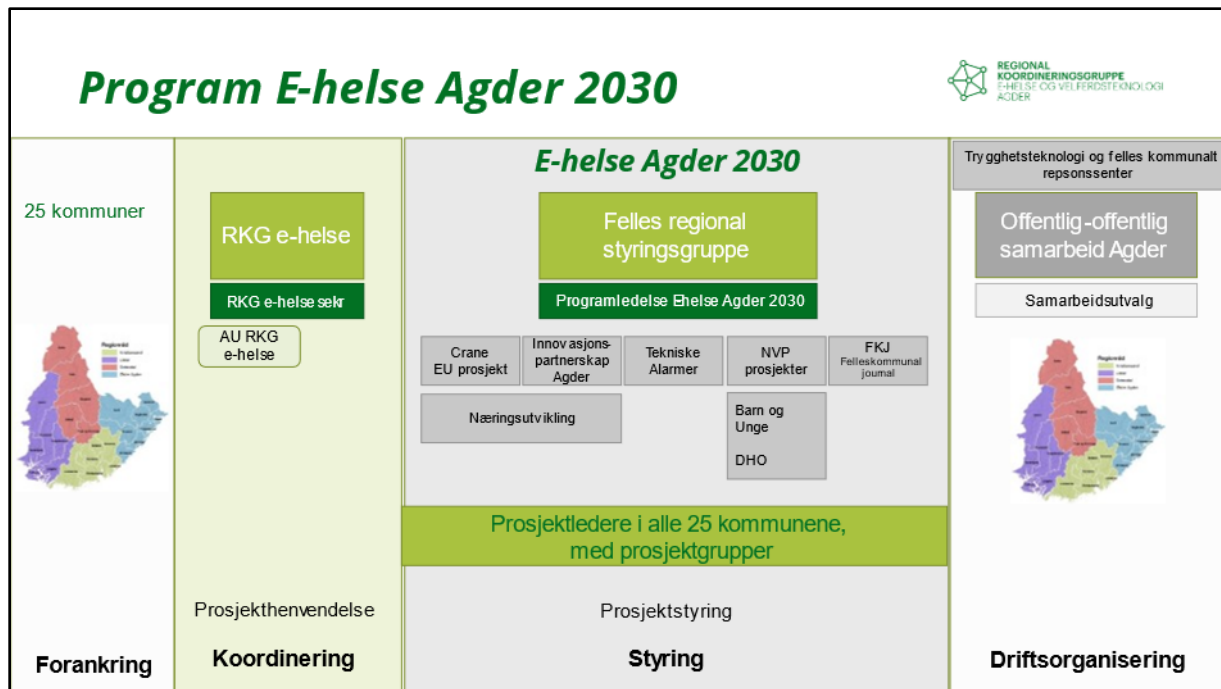 Program E-helse Agder 2030
REGIONAL
KOORDINERINGSGRUPPE
E-HELSE OG VELFERDSTEKNOLOGI
AGDER
25 kommuner
Forankring
RKG e-helse
RKG e-helse sekr
AU RKG
e-helse
Prosjekthenvendelse
Koordinering
E-helse Agder 2030
Felles regional
styringsgruppe
Programledelse Ehelse Agder 2030
Crane
EU prosjekt
Innovasjons-
partnerskap
Agder
Tekniske
Alarmer
NVP
prosjekter
FKJ
Felleskommunal
journal
Næringsutvikling
Barn og
Unge
DHO
Prosjektledere i alle 25 kommunene,
med prosjektgrupper
Prosjektstyring
Styring
Trygghetsteknologi og felles kommunalt
repsonssenter
Offentlig-offentlig
samarbeid Agder
Samarbeidsutvalg
Driftsorganisering